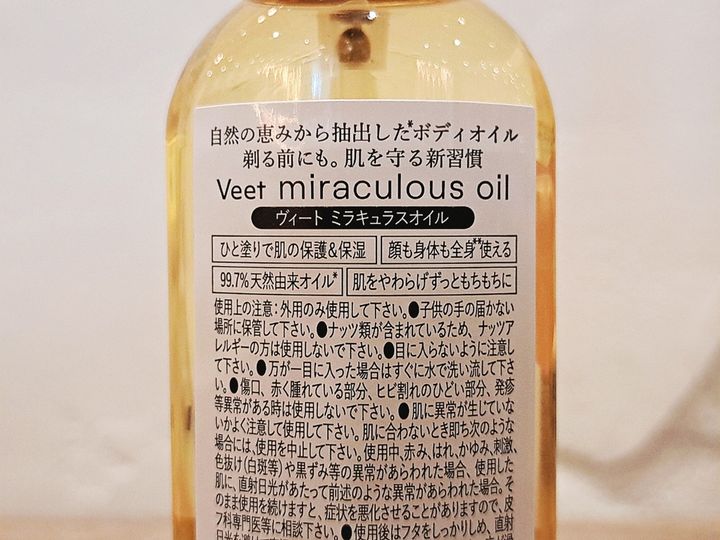 自然の恵みから抽出した*ボディオイル
剃る前にも。肌を守る新習慣
Veet miraculous oil
ヴィート ミラキュラスオイル
ひと塗りで肌の保護&保湿 顔も身体も全身**使える
99.7%天然由来オイル* 肌をやわらげずっともちもちに
使用上の注意:外用のみ使用して下さい。●子供の手の届かない
場所に保管して下さい。●ナッツ類が含まれているため、ナッツア
レルギーの方は使用しないで下さい。●目に入らないように注意し
て下さい。●万が一目に入った場合はすぐに水で洗い流して下さ
い。●傷口、赤く腫れている部分、ヒビ割れのひどい部分、発疹
等異常がある時は使用しないで下さい。●肌に異常が生じていな
いかよく注意して使用して下さい。肌に合わないとき即ち次のような
場合には、使用を中止して下さい。使用中、赤み、はれ、かゆみ、刺激、
色抜け(白斑等)や黒ずみ等の異常があらわれた場合、使用した
肌に、直射日光があたって前述のような異常があらわれた場合。そ
のまま使用を続けますと、症状を悪化させることがありますので、皮
フ科専門医等に相談下さい。●使用後はフタをしっかりしめ、直射